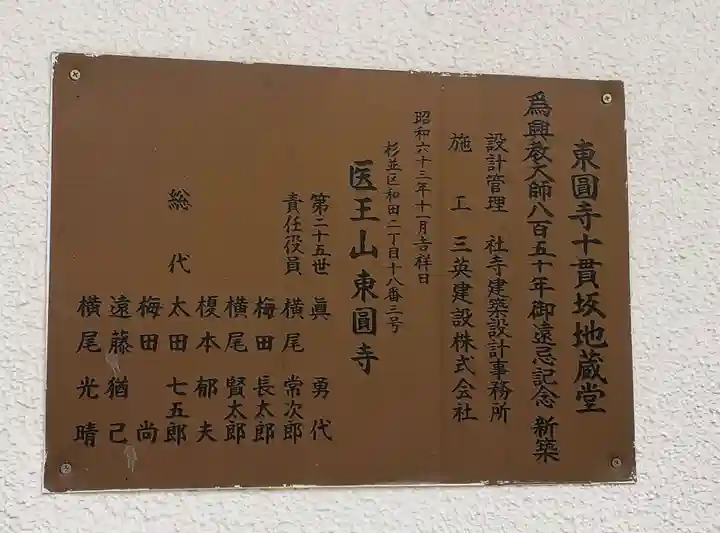 東圓寺十貫坂地蔵堂
為興教大師八百五十年御遠忌記念 新築
設計管理 社寺建築設計事務所
施工 三英建設株式会社
昭和六十三年十一月吉祥日
杉並区和田二丁目十八番三号
医王山東圓寺
第二十五世 眞勇代
責任役員 横尾常次郎
梅田長太郎
横尾賢太郎
榎本郁夫
総代 太田七五郎
梅田尚
遠藤猶己
横尾光晴